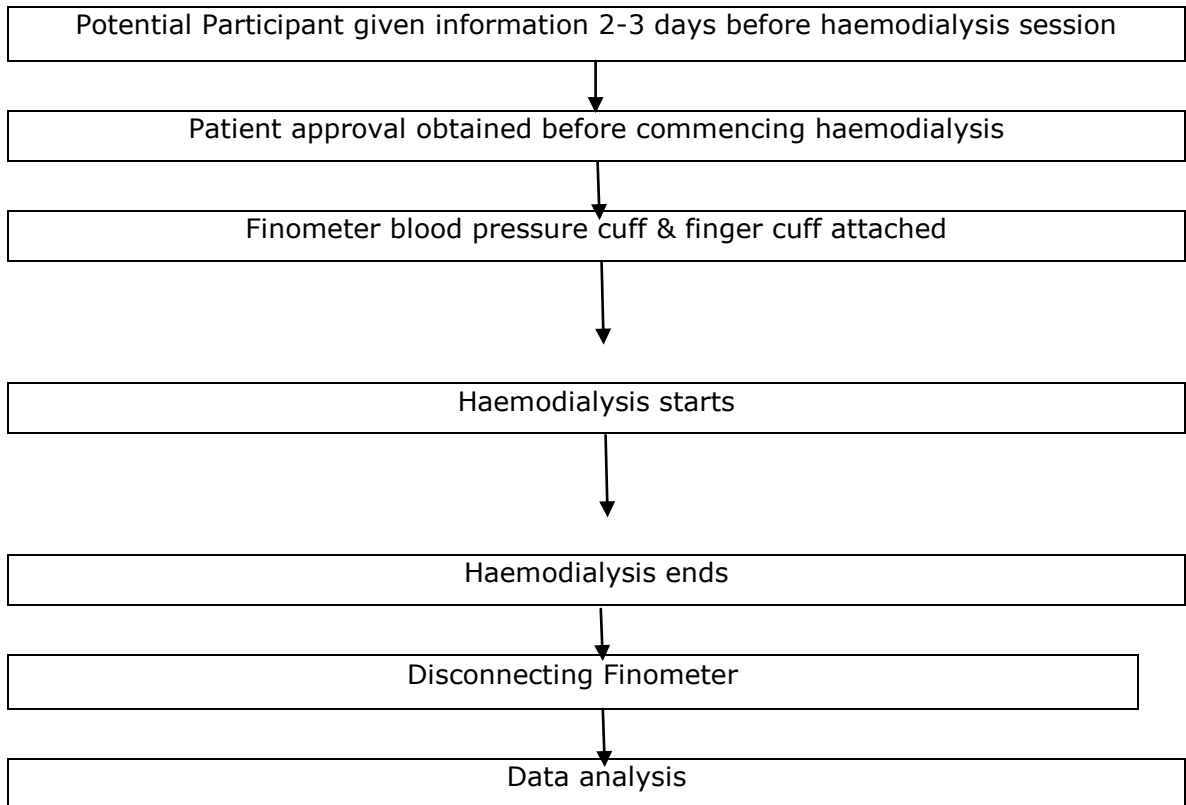 Potential Participant given information 2-3 days before haemodialysis session
Patient approval obtained before commencing haemodialysis
Finometer blood pressure cuff & finger cuff attached
Haemodialysis starts
Haemodialysis ends
Disconnecting Finometer
Data analysis